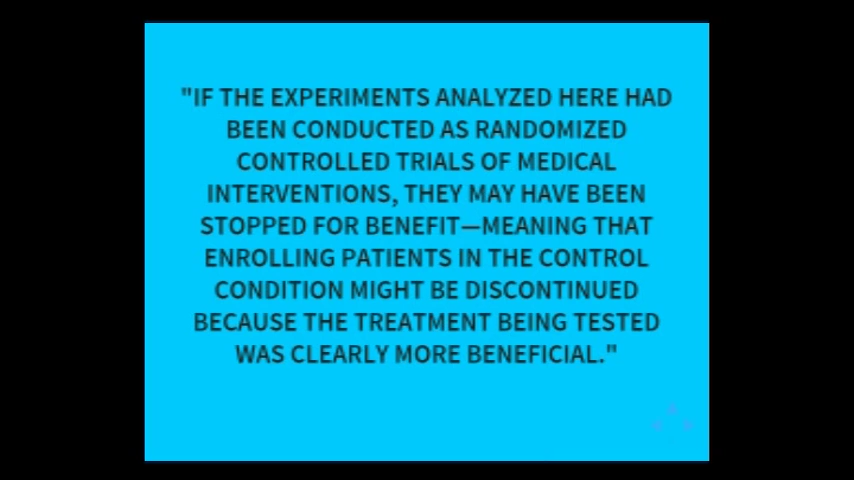 "IF THE EXPERIMENTS ANALYZED HERE HAD
BEEN CONDUCTED AS RANDOMIZED
CONTROLLED TRIALS OF MEDICAL
INTERVENTIONS, THEY MAY HAVE BEEN
STOPPED FOR BENEFIT—MEANING THAT
ENROLLING PATIENTS IN THE CONTROL
CONDITION MIGHT BE DISCONTINUED
BECAUSE THE TREATMENT BEING TESTED
WAS CLEARLY MORE BENEFICIAL."